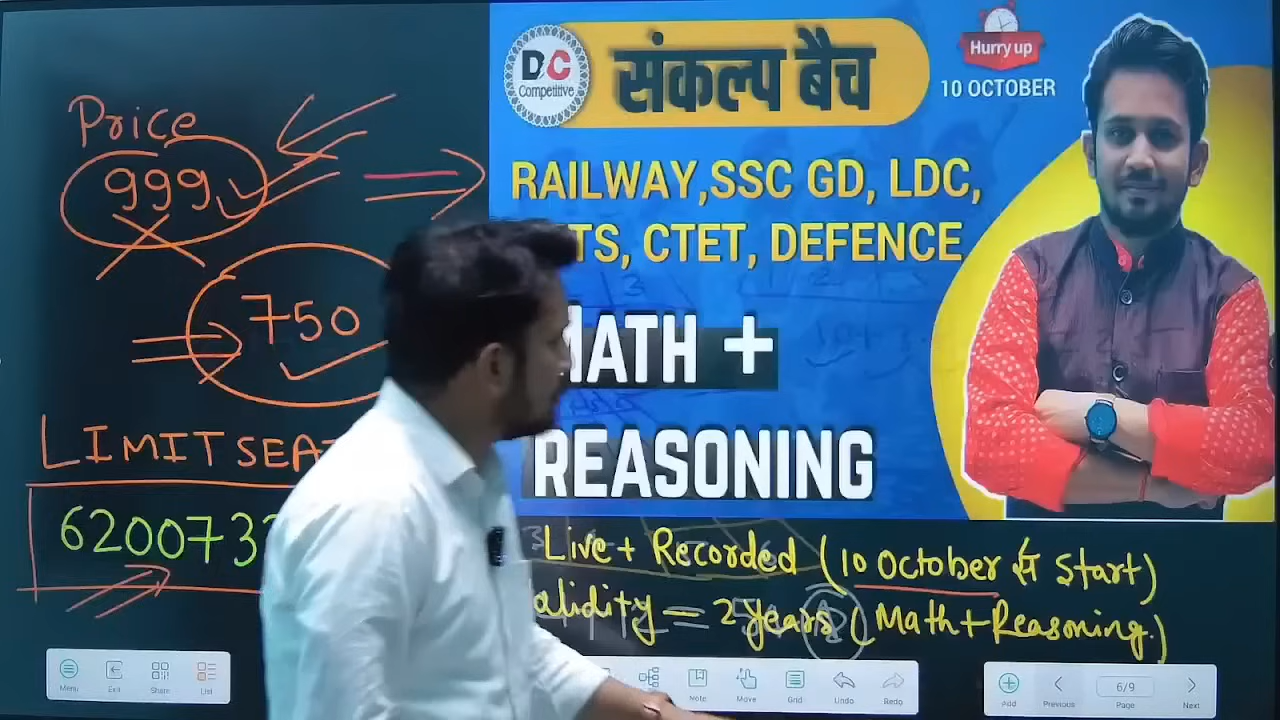 Price
999
750
LIMIT SEA
6200733
DC
Competitive
संकल्प बैच
Hurry up
10 OCTOBER
RAILWAY,SSC GD, LDC,
TS, CTET, DEFENCE
MATH +
REASONING
Live + Recorded (10 October से Start)
alidity = 2 years (Math+Reasoning.)
Menu
Exit
Share
List
Note
Move
Grid
Undo
Redo
Add
Previous
6/9
Page
Next